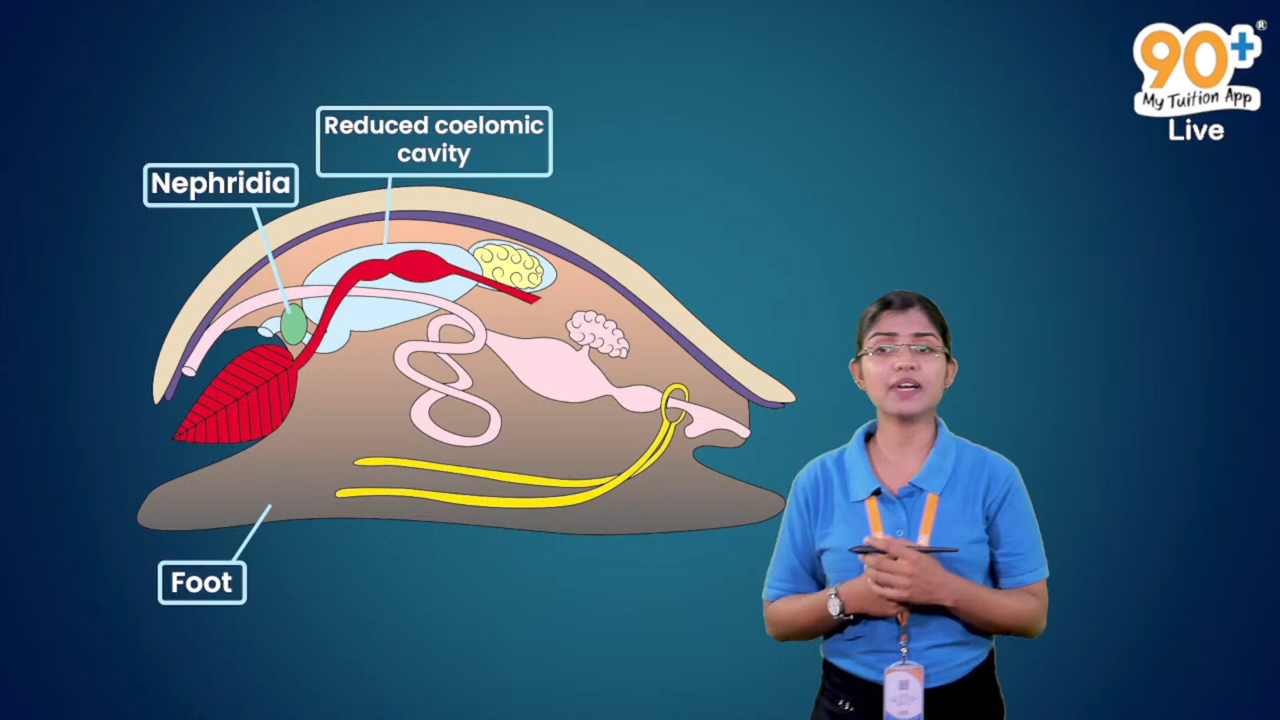 90+
®
My Tuition App
Live
Reduced coelomic
cavity
Nephridia
Foot